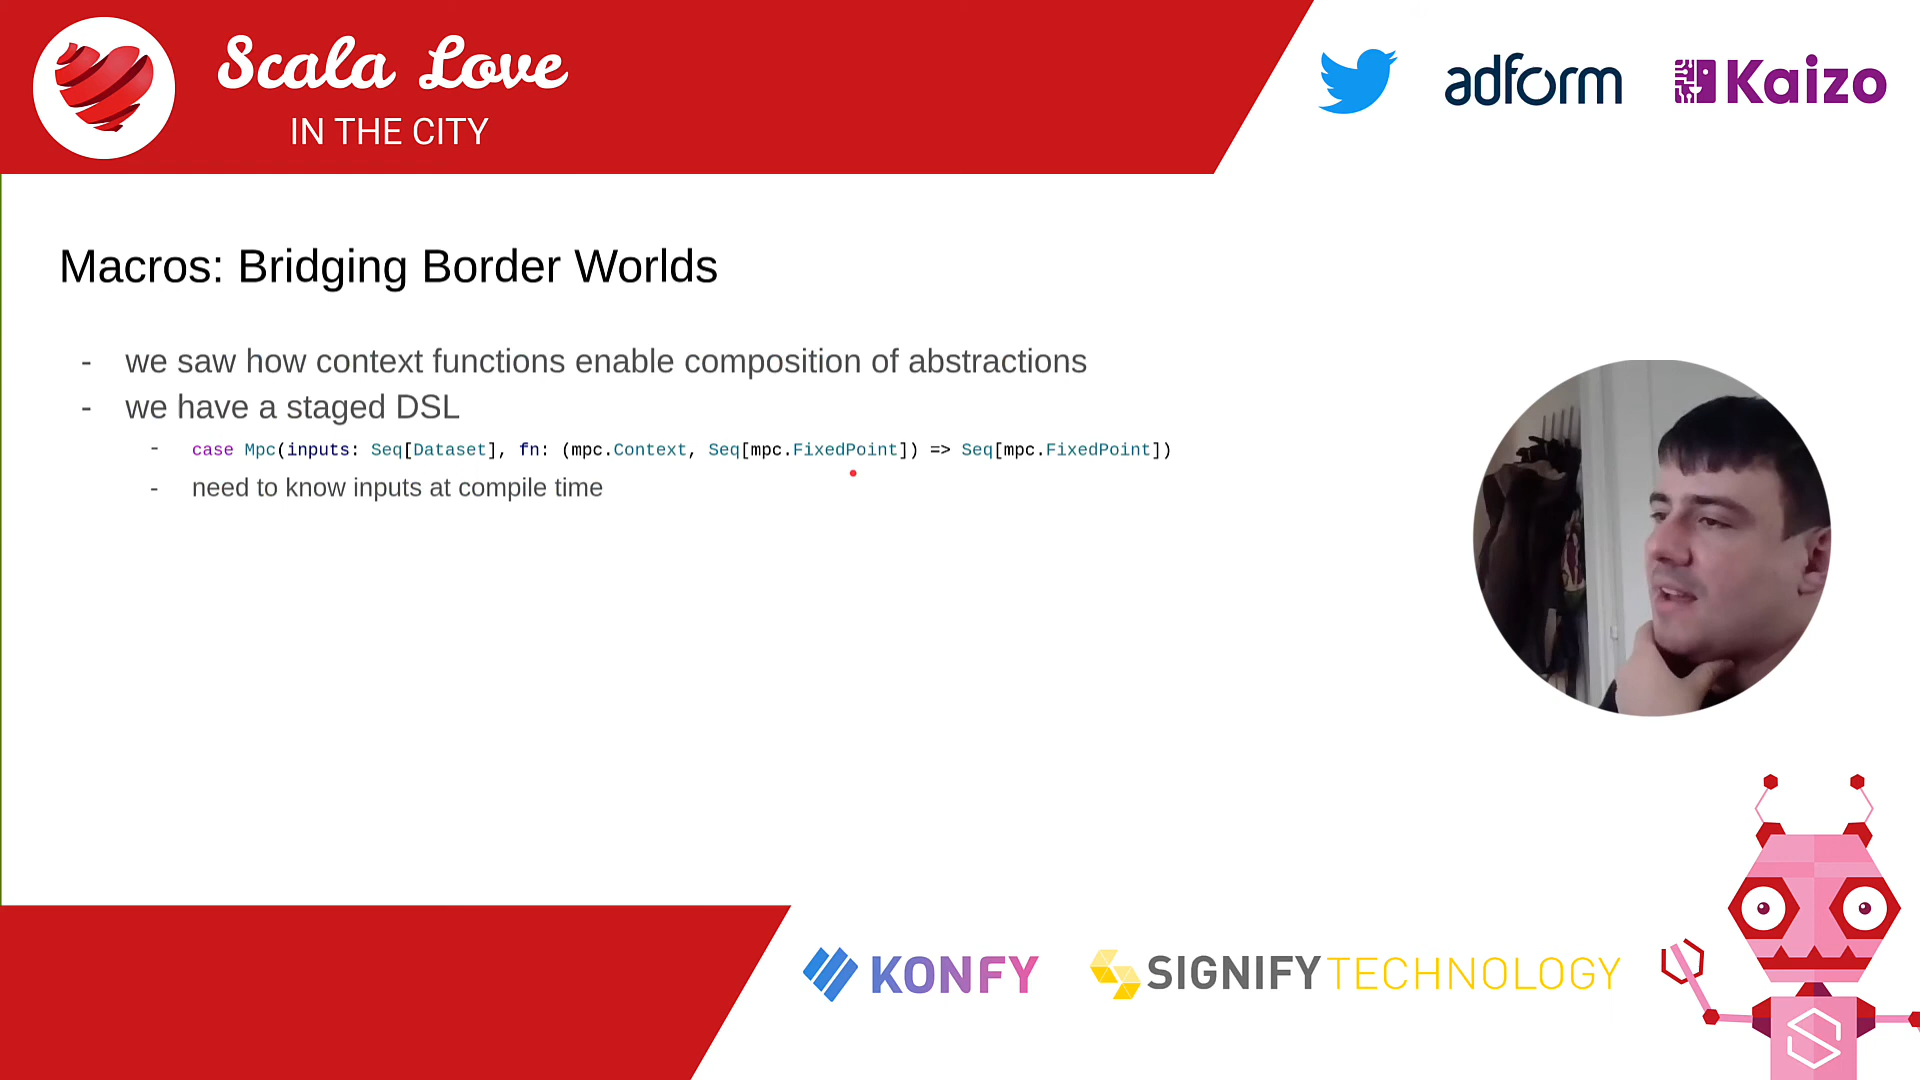 Scala Love
IN THE CITY
adform
Kaizo
Macros: Bridging Border Worlds
- we saw how context functions enable composition of abstractions
- we have a staged DSL
- case Mpc(inputs: Seq[Dataset], fn: (mpc.Context, Seq[mpc.FixedPoint]) => Seq[mpc.FixedPoint])
- need to know inputs at compile time
KONFY
SIGNIFY TECHNOLOGY